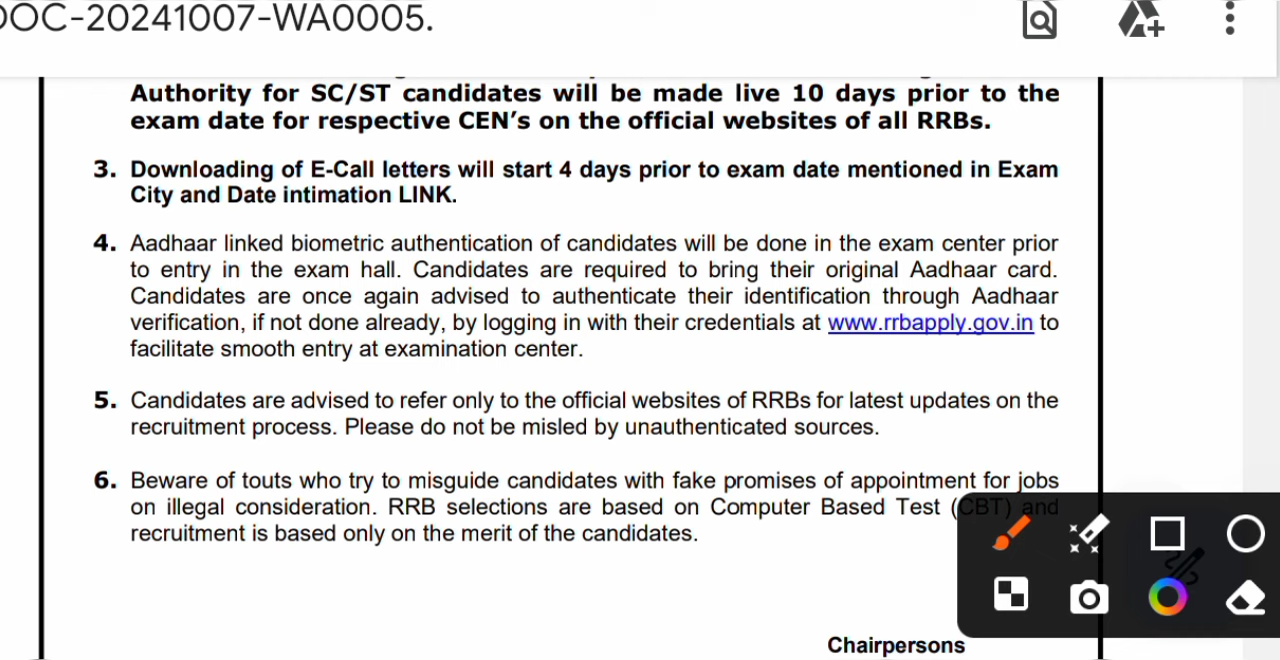 DOC-20241007-WA0005.
Authority for SC/ST candidates will be made live 10 days prior to the
exam date for respective CEN’s on the official websites of all RRBs.
3. Downloading of E-Call letters will start 4 days prior to exam date mentioned in Exam
City and Date intimation LINK.
4. Aadhaar linked biometric authentication of candidates will be done in the exam center prior
to entry in the exam hall. Candidates are required to bring their original Aadhaar card.
Candidates are once again advised to authenticate their identification through Aadhaar
verification, if not done already, by logging in with their credentials at www.rrbapply.gov.in to
facilitate smooth entry at examination center.
5. Candidates are advised to refer only to the official websites of RRBs for latest updates on the
recruitment process. Please do not be misled by unauthenticated sources.
6. Beware of touts who try to misguide candidates with fake promises of appointment for jobs
on illegal consideration. RRB selections are based on Computer Based Test (CBT) and
recruitment is based only on the merit of the candidates.
Chairpersons